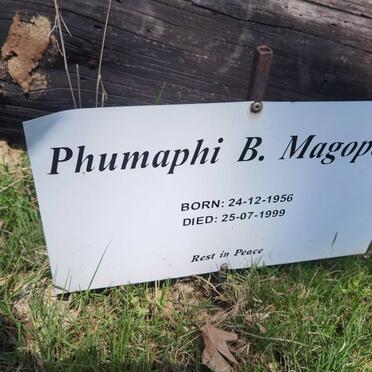 Phumaphi B. Magop
BORN: 24-12-1956
DIED: 25-07-1999
Rest in Peace